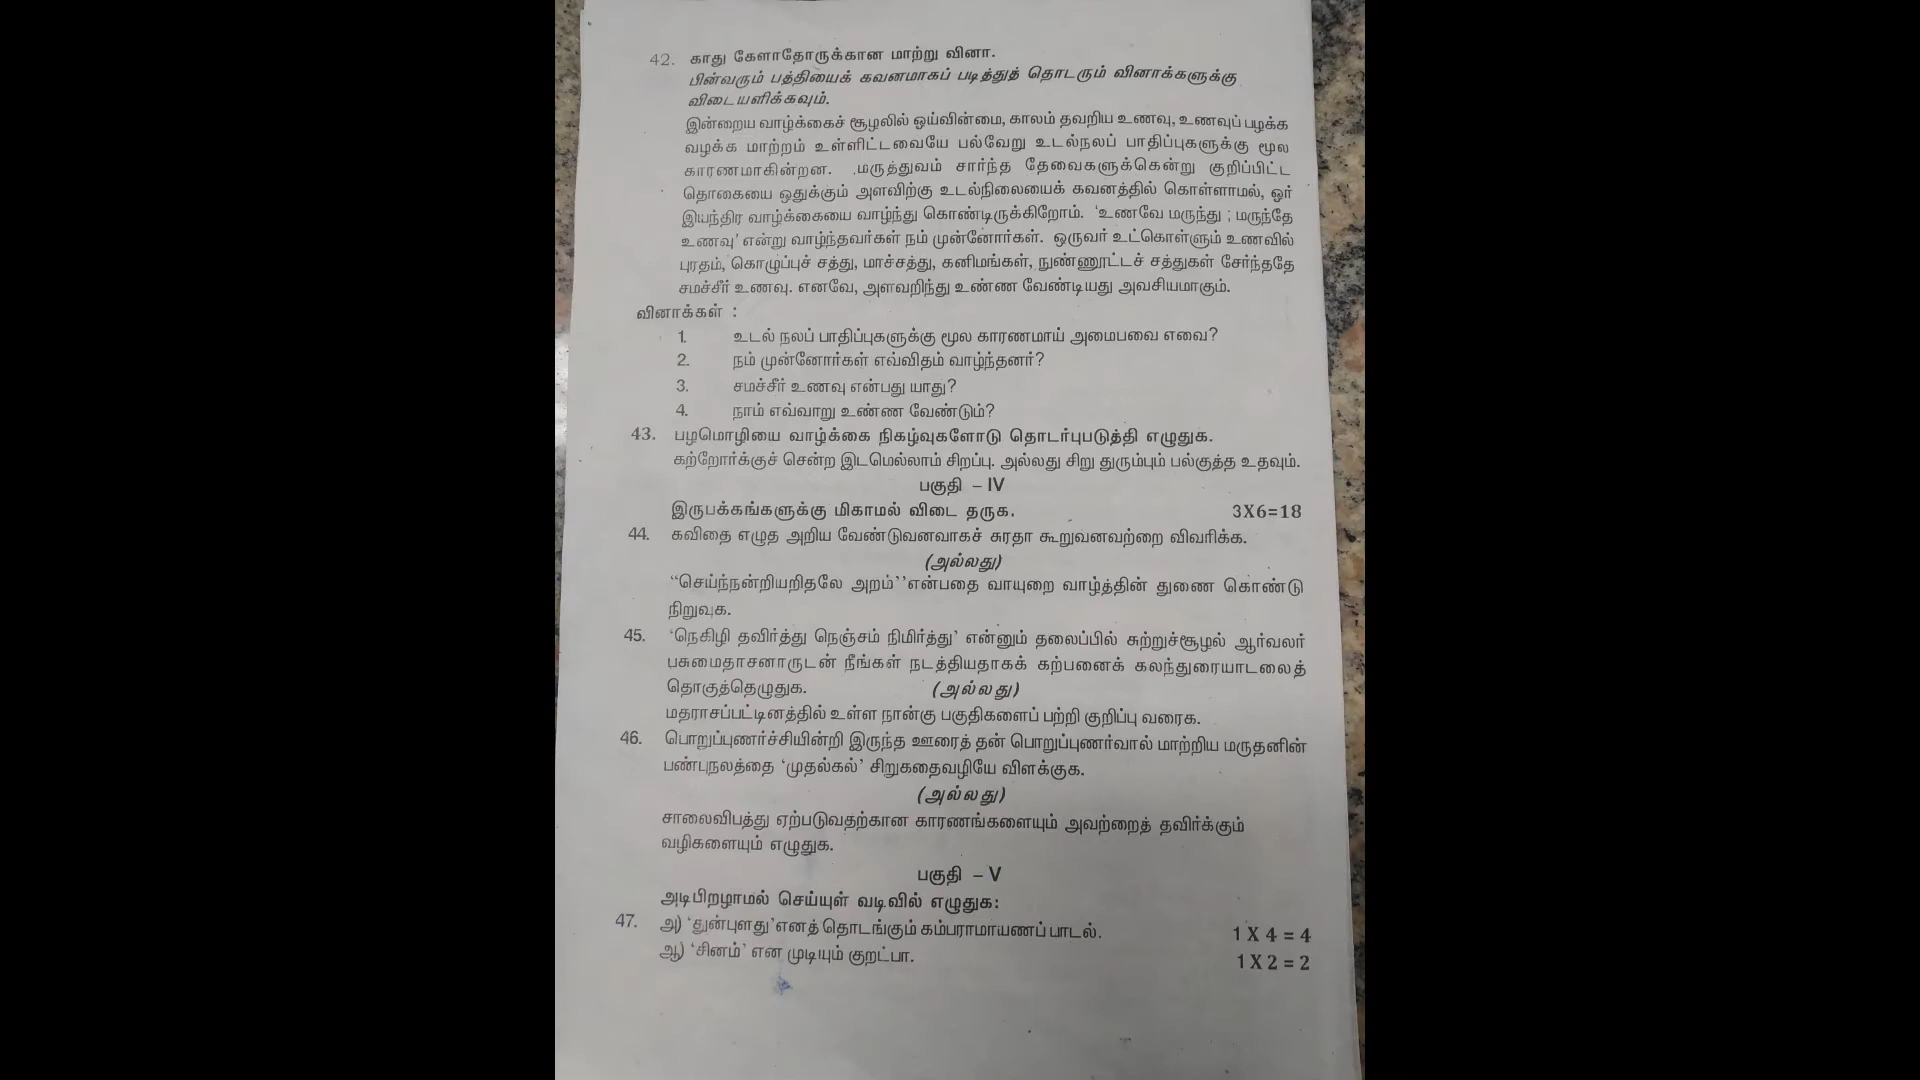 42. காது கேளாதோருக்கான மாற்று வினா.
பின்வரும் பத்தியைக் கவனமாகப் படித்துத் தொடரும் வினாக்களுக்கு
விடையளிக்கவும்.
இன்றைய வாழ்க்கைச் சூழலில் ஒய்வின்மை, காலம் தவறிய உணவு, உணவுப் பழக்க
வழக்க மாற்றம் உள்ளிட்டவையே பல்வேறு உடல்நலப் பாதிப்புகளுக்கு மூல
காரணமாகின்றன. மருத்துவம் சார்ந்த தேவைகளுக்கென்று குறிப்பிட்ட
தொகையை ஒதுக்கும் அளவிற்கு உடல்நிலையைக் கவனத்தில் கொள்ளாமல், ஓர்
இயந்திர வாழ்க்கையை வாழ்ந்து கொண்டிருக்கிறோம். 'உணவே மருந்து ; மருந்தே
உணவு' என்று வாழ்ந்தவர்கள் நம் முன்னோர்கள். ஒருவர் உட்கொள்ளும் உணவில்
புரதம், கொழுப்புச் சத்து, மாச்சத்து, கனிமங்கள், நுண்ணூட்டச் சத்துகள் சேர்ந்ததே
சமச்சீர் உணவு. எனவே, அளவறிந்து உண்ண வேண்டியது அவசியமாகும்.
வினாக்கள் :
1. உடல் நலப் பாதிப்புகளுக்கு மூல காரணமாய் அமைபவை எவை?
2. நம் முன்னோர்கள் எவ்விதம் வாழ்ந்தனர்?
3. சமச்சீர் உணவு என்பது யாது?
4. நாம் எவ்வாறு உண்ண வேண்டும்?
43. பழமொழியை வாழ்க்கை நிகழ்வுகளோடு தொடர்புபடுத்தி எழுதுக.
கற்றோர்க்குச் சென்ற இடமெல்லாம் சிறப்பு. அல்லது சிறு துரும்பும் பல்குத்த உதவும்.
பகுதி – IV
இருபக்கங்களுக்கு மிகாமல் விடை தருக. 3X6=18
44. கவிதை எழுத அறிய வேண்டுவனவாகச் சுரதா கூறுவனவற்றை விவரிக்க.
(அல்லது)
"செய்ந்நன்றியறிதலே அறம்"என்பதை வாயுறை வாழ்த்தின் துணை கொண்டு
நிறுவுக.
45. 'நெகிழி தவிர்த்து நெஞ்சம் நிமிர்த்து' என்னும் தலைப்பில் சுற்றுச்சூழல் ஆர்வலர்
பசுமைதாசனாருடன் நீங்கள் நடத்தியதாகக் கற்பனைக் கலந்துரையாடலைத்
தொகுத்தெழுதுக. (அல்லது)
மதராசப்பட்டினத்தில் உள்ள நான்கு பகுதிகளைப் பற்றி குறிப்பு வரைக.
46. பொறுப்புணர்ச்சியின்றி இருந்த ஊரைத் தன் பொறுப்புணர்வால் மாற்றிய மருதனின்
பண்புநலத்தை 'முதல்கல்' சிறுகதைவழியே விளக்குக.
(அல்லது)
சாலைவிபத்து ஏற்படுவதற்கான காரணங்களையும் அவற்றைத் தவிர்க்கும்
வழிகளையும் எழுதுக.
பகுதி – V
அடிபிறழாமல் செய்யுள் வடிவில் எழுதுக:
47. அ) 'துன்புளது'எனத் தொடங்கும் கம்பராமாயணப் பாடல். 1 X 4 = 4
ஆ) 'சினம்' என முடியும் குறட்பா. 1 X 2 = 2